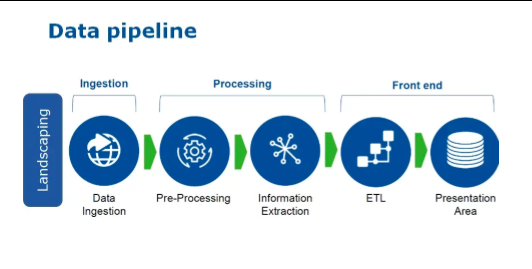 Data pipeline
Ingestion
Processing
Front end
Landscaping
Data
Ingestion
Pre-Processing
Information
Extraction
ETL
Presentation
Area